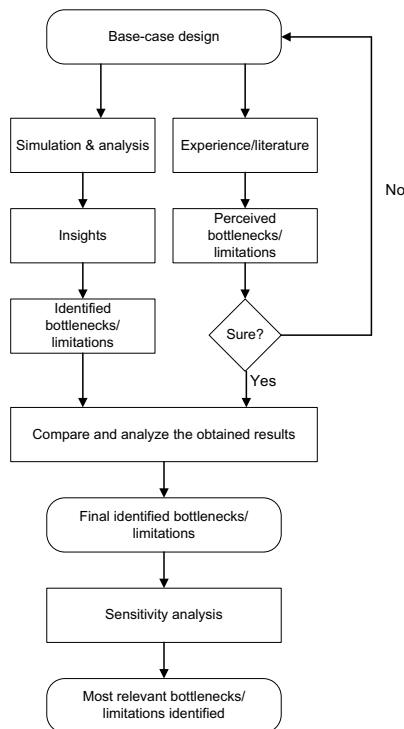 Base-case design
Simulation & analysis
Experience/literature
No
Insights
Perceived
bottlenecks/
limitations
Identified
bottlenecks/
limitations
Sure?
Yes
Compare and analyze the obtained results
Final identified bottlenecks/
limitations
Sensitivity analysis
Most relevant bottlenecks/
limitations identified